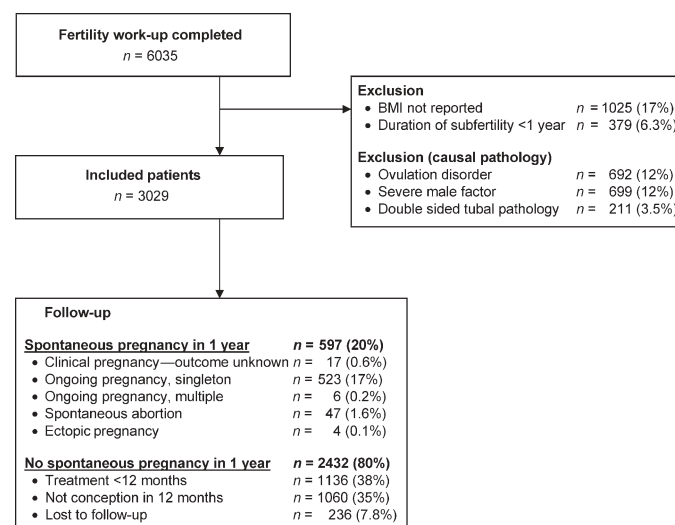 Fertility work-up completed
n = 6035
Exclusion
• BMI not reported n = 1025 (17%)
• Duration of subfertility <1 year n = 379 (6.3%)
Exclusion (causal pathology)
• Ovulation disorder n = 692 (12%)
• Severe male factor n = 699 (12%)
• Double sided tubal pathology n = 211 (3.5%)
Included patients
n = 3029
Follow-up
Spontaneous pregnancy in 1 year n = 597 (20%)
• Clinical pregnancy—outcome unknown n = 17 (0.6%)
• Ongoing pregnancy, singleton n = 523 (17%)
• Ongoing pregnancy, multiple n = 6 (0.2%)
• Spontaneous abortion n = 47 (1.6%)
• Ectopic pregnancy n = 4 (0.1%)
No spontaneous pregnancy in 1 year n = 2432 (80%)
• Treatment <12 months n = 1136 (38%)
• Not conception in 12 months n = 1060 (35%)
• Lost to follow-up n = 236 (7.8%)